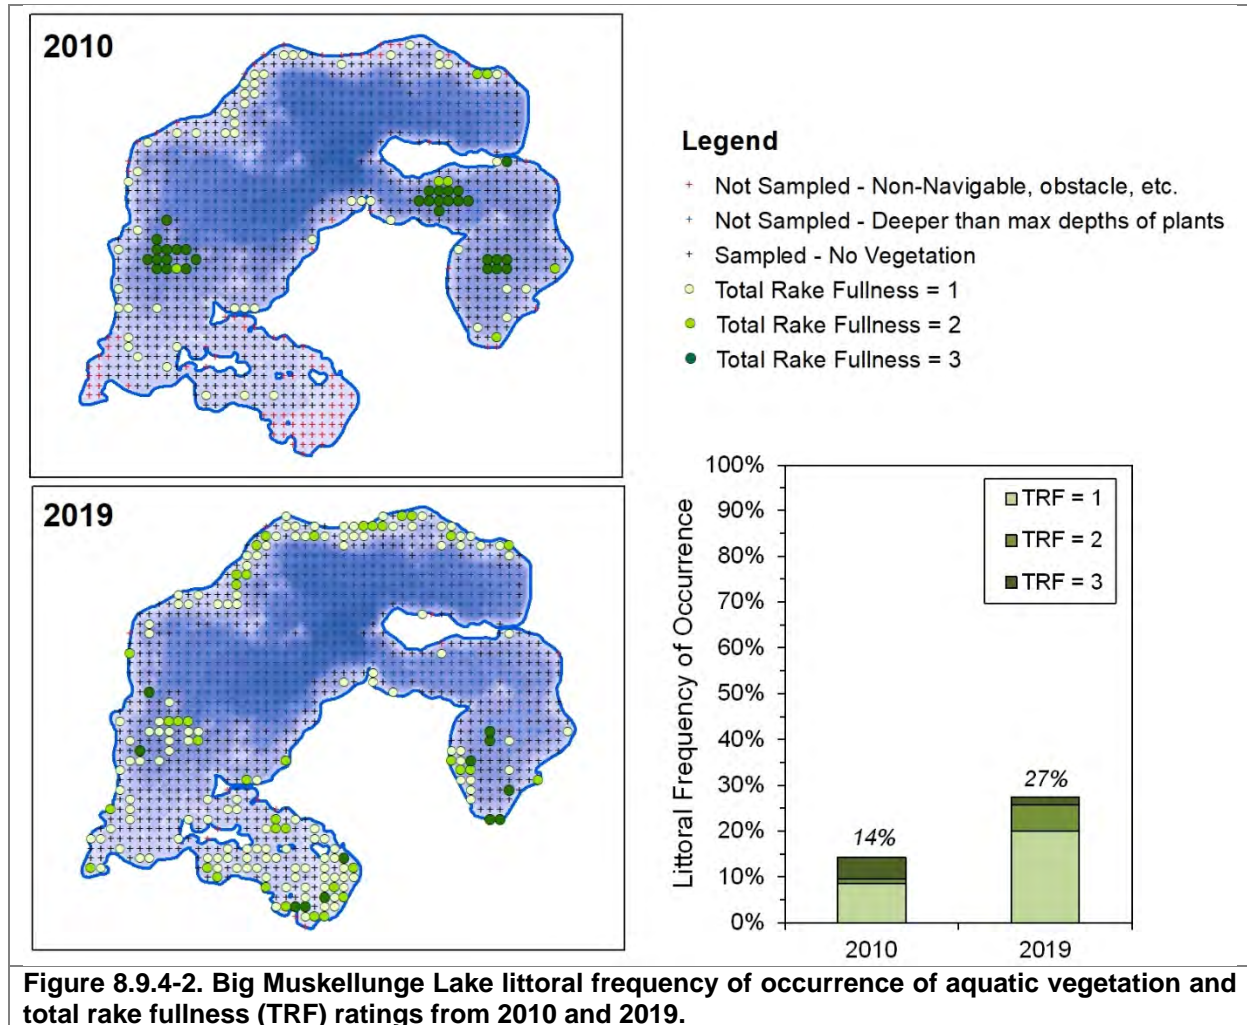 2010
Legend
Not Sampled - Non-Navigable, obstacle, etc.
Not Sampled - Deeper than max depths of plants
Sampled - No Vegetation
Total Rake Fullness = 1
Total Rake Fullness = 2
Total Rake Fullness = 3
2019
Littoral Frequency of Occurrence
100%
90%
80%
70%
60%
50%
40%
30%
20%
10%
0%
TRF = 1
TRF = 2
TRF = 3
14%
27%
2010
2019
Figure 8.9.4-2. Big Muskellunge Lake littoral frequency of occurrence of aquatic vegetation and
total rake fullness (TRF) ratings from 2010 and 2019.